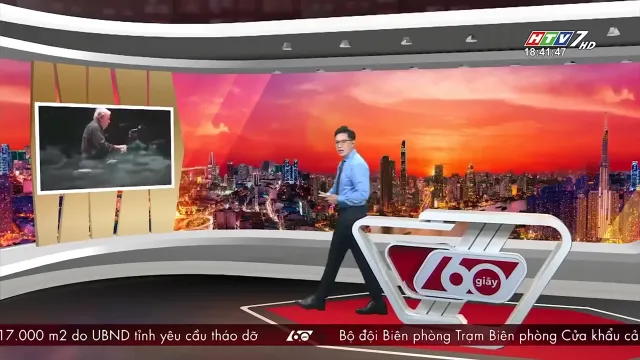 HTV7 HD
18:41:47
60 giây
17.000 m2 do UBND tỉnh yêu cầu tháo dỡ 60 Bộ đội Biên phòng Trạm Biên phòng Cửa khẩu cả